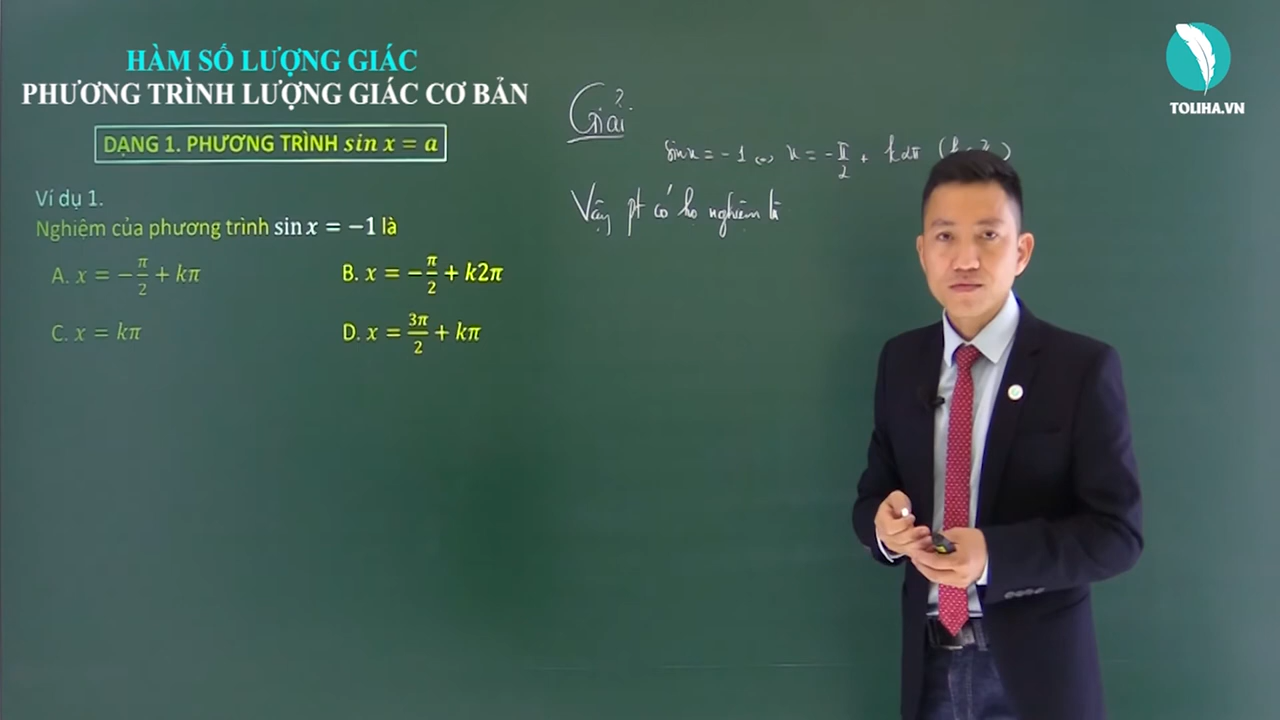 HÀM SỐ LƯỢNG GIÁC
PHƯƠNG TRÌNH LƯỢNG GIÁC CƠ BẢN
DẠNG 1. PHƯƠNG TRÌNH sin x = a
Ví dụ 1.
Nghiệm của phương trình sin x = −1 là
A. x = −π/2 + kπ
B. x = −π/2 + k2π
C. x = kπ
D. x = 3π/2 + kπ
Giải
sin x = −1 ⇔ x = −π/2 + k2π
Vậy pt có họ nghiệm là
TOLIHA.VN